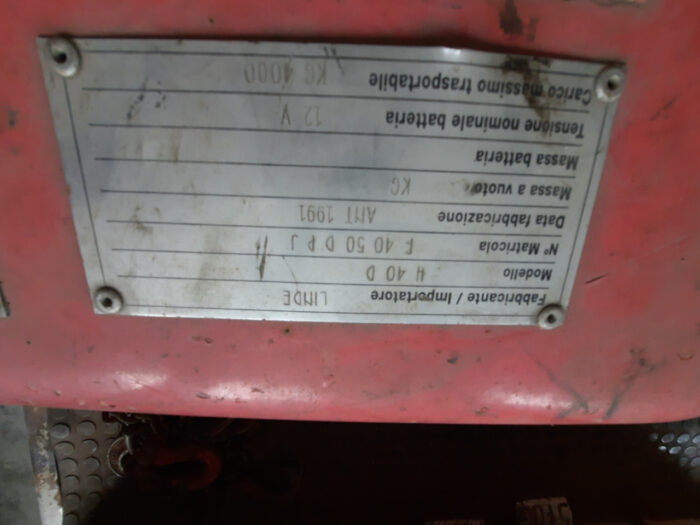 Fabbricante / Importatore LINDE
Modello H 40 D
N° Matricola F 40 50 D P J
Data fabbricazione ANT 1991
Massa a vuoto KG
Massa batteria
Tensione nominale batteria 12 V
Carico massimo trasportabile KG 4000